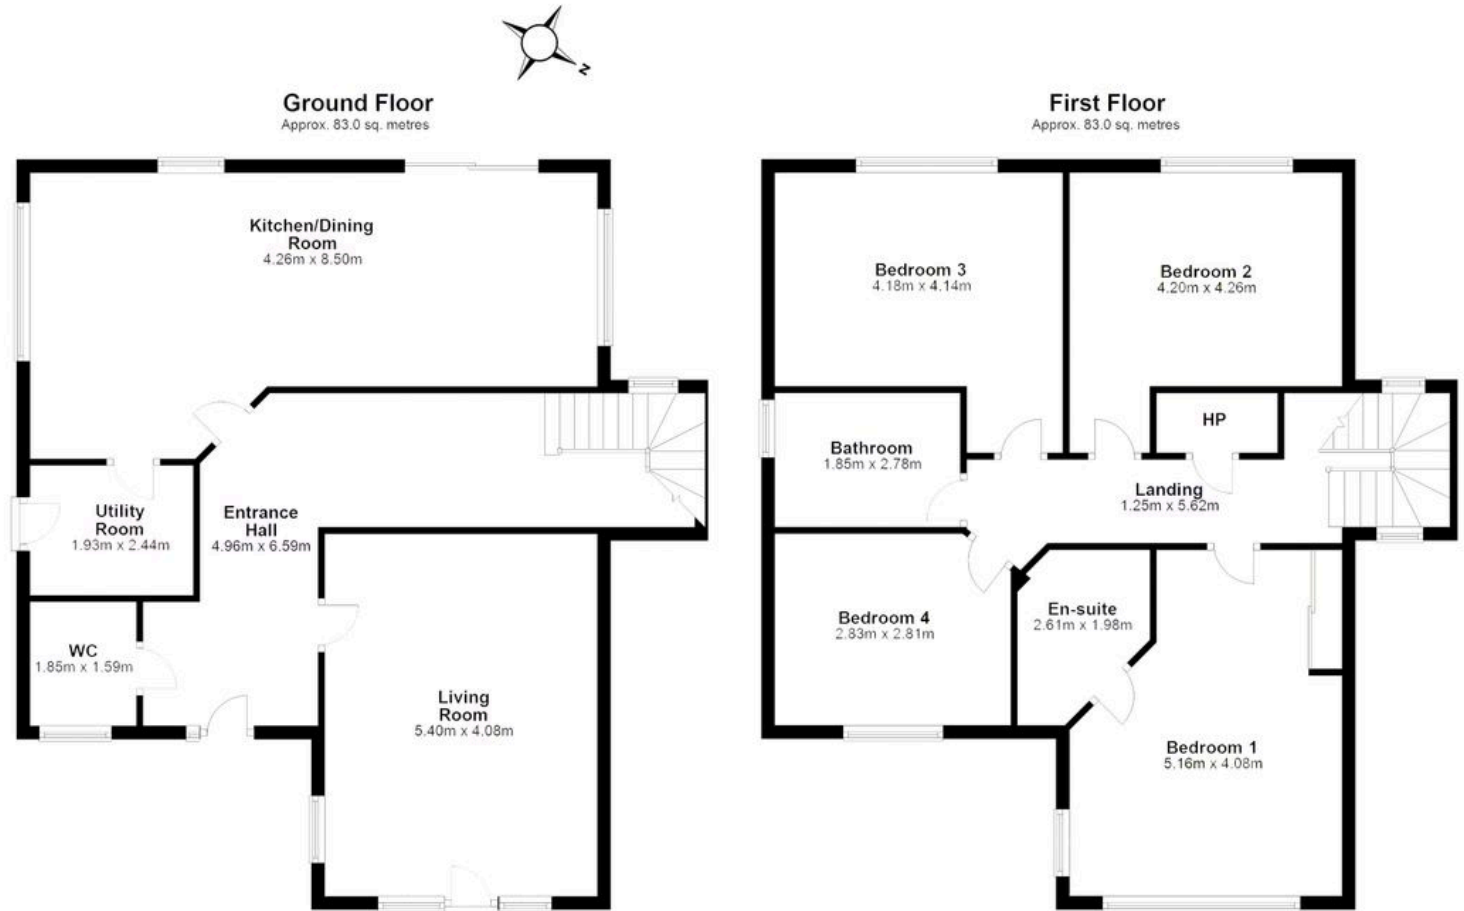 N
Ground Floor
Approx. 83.0 sq. metres
Kitchen/Dining
Room
4.26m x 8.50m
Utility
Room
1.93m x 2.44m
Entrance
Hall
4.96m x 6.59m
WC
1.85m x 1.59m
Living
Room
5.40m x 4.08m
First Floor
Approx. 83.0 sq. metres
Bedroom 3
4.18m x 4.14m
Bedroom 2
4.20m x 4.26m
HP
Bathroom
1.85m x 2.78m
Landing
1.25m x 5.62m
Bedroom 4
2.83m x 2.81m
En-suite
2.61m x 1.98m
Bedroom 1
5.16m x 4.08m